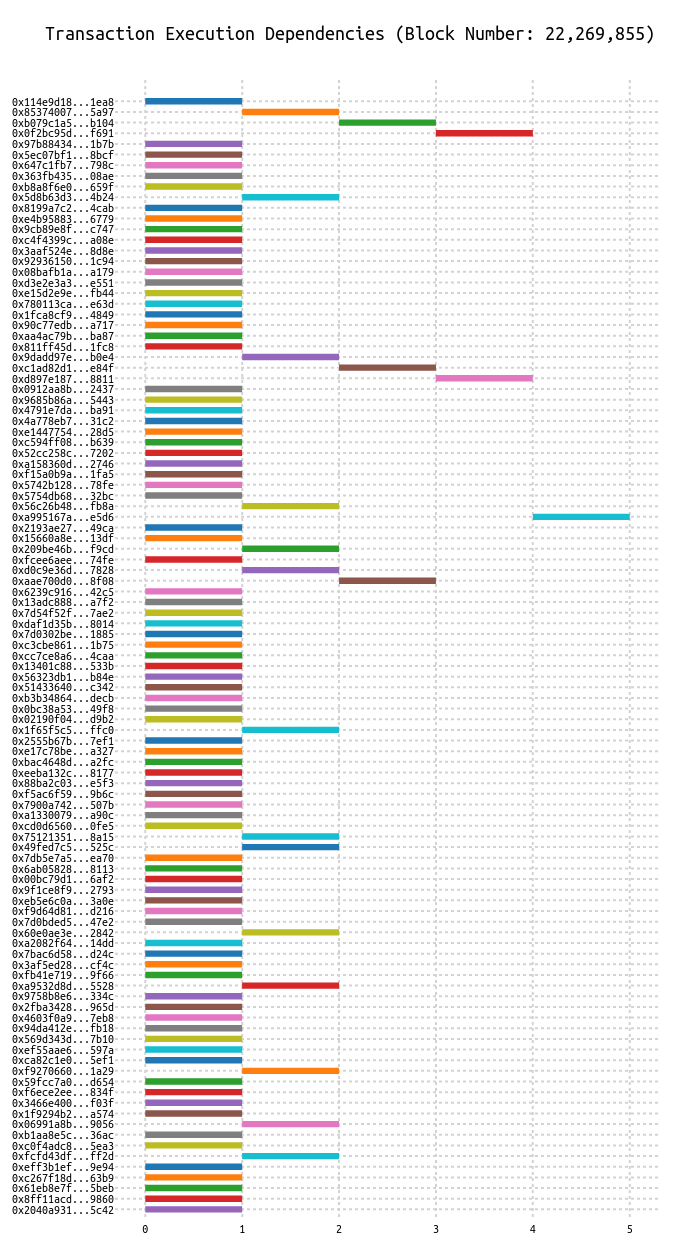 Transaction Execution Dependencies (Block Number: 22,269,855)
0x114e9d18...1ea8
0x85374007...5a97
0xb079c1a5...b104
0x0f2bc95d...f691
0x97b88434...1b7b
0x5ec07bf1...8bcf
0x647c1fb7...798c
0x363fb435...08ae
0xb8a8f6e0...659f
0x5d8b63d3...4b24
0x8199a7c2...4cab
0xe4b95883...6779
0x9cb89e8f...c747
0xc4f4399c...a08e
0x3aaf524e...8d8e
0x92936150...1c94
0x08bafb1a...a179
0xd3e2e3a3...e551
0xe15d2e9e...fb44
0x780113ca...e63d
0x1fca8cf9...4849
0x90c77edb...a717
0xaa4ac79b...ba87
0x811ff45d...1fc8
0x9dadd97e...b0e4
0xc1ad82d1...e84f
0xd897e187...8811
0x0912aa8b...2437
0x9685b86a...5443
0x4791e7da...ba91
0x4a778eb7...31c2
0xe1447754...28d5
0xc594ff08...b639
0x52cc258c...7202
0xa158360d...2746
0xf15a0b9a...1fa5
0x5742b128...78fe
0x5754db68...32bc
0x56c26b48...fb8a
0xa995167a...e5d6
0x2193ae27...49ca
0x15660a8e...13df
0x209be46b...f9cd
0xfcee6aee...74fe
0xd0c9e36d...7828
0xaae700d0...8f08
0x6239c916...42c5
0x13adc888...a7f2
0x7d54f52f...7ae2
0xdaf1d35b...8014
0x7d0302be...1885
0xc3cbe861...1b75
0xcc7ce8a6...4caa
0x13401c88...533b
0x56323db1...b84e
0x51433640...c342
0xb3b34864...decb
0x0bc38a53...49f8
0x02190f04...d9b2
0x1f65f5c5...ffc0
0x2555b67b...7ef1
0xe17c78be...a327
0xbac4648d...a2fc
0xeeba132c...8177
0x88ba2c03...e5f3
0xf5ac6f59...9b6c
0x7900a742...507b
0xa1330079...a90c
0xcd0d6560...0fe5
0x75121351...8a15
0x49fed7c5...525c
0x7db5e7a5...ea70
0x6ab05828...8113
0x00bc79d1...6af2
0x9f1ce8f9...2793
0xeb5e6c0a...3a0e
0xf9d64d81...d216
0x7d0bded5...47e2
0x60e0ae3e...2842
0xa2082f64...14dd
0x7bac6d58...d24c
0x3af5ed28...cf4c
0xfb41e719...9f66
0xa9532d8d...5528
0x9758b8e6...334c
0x2fba3428...965d
0x4603f0a9...7eb8
0x94da412e...fb18
0x569d343d...7b10
0xef55aae6...597a
0xca82c1e0...5ef1
0xf9270660...1a29
0x59fcc7a0...d654
0xf6ece2ee...834f
0x3466e400...f03f
0x1f9294b2...a574
0x06991a8b...9056
0xb1aa8e5c...36ac
0xc0f4adc8...5ea3
0xfcfd43df...ff2d
0xeff3b1ef...9e94
0xc267f18d...63b9
0x61eb8e7f...5beb
0x8ff11acd...9860
0x2040a931...5c42
0 1 2 3 4 5